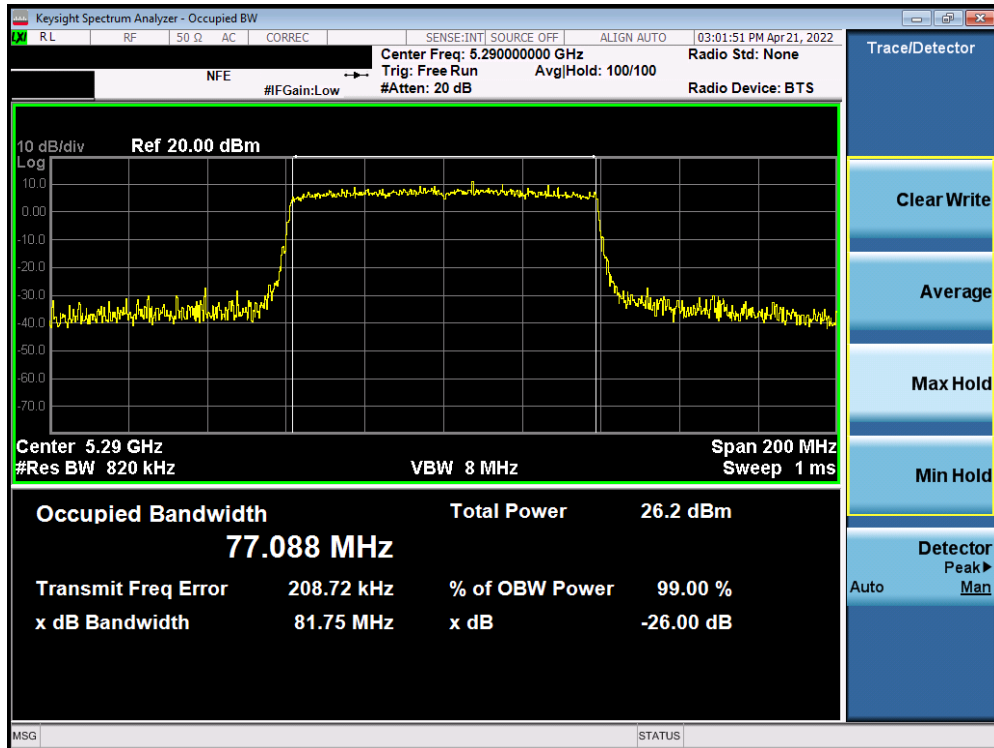 Keysight Spectrum Analyzer - Occupied BW
LXI RL RF 50 Ω AC CORREC SENSE:INT SOURCE OFF ALIGN AUTO 03:01:51 PM Apr 21, 2022
Center Freq: 5.290000000 GHz Radio Std: None
NFE Trig: Free Run Avg|Hold: 100/100
#IFGain:Low #Atten: 20 dB Radio Device: BTS
10 dB/div Ref 20.00 dBm
Log
10.0
0.00
-10.0
-20.0
-30.0
-40.0
-50.0
-60.0
-70.0
Center 5.29 GHz Span 200 MHz
#Res BW 820 kHz VBW 8 MHz Sweep 1 ms
Occupied Bandwidth Total Power 26.2 dBm
77.088 MHz
Transmit Freq Error 208.72 kHz % of OBW Power 99.00 %
x dB Bandwidth 81.75 MHz x dB -26.00 dB
Trace/Detector
Clear Write
Average
Max Hold
Min Hold
Detector
Peak▶
Auto Man
MSG STATUS